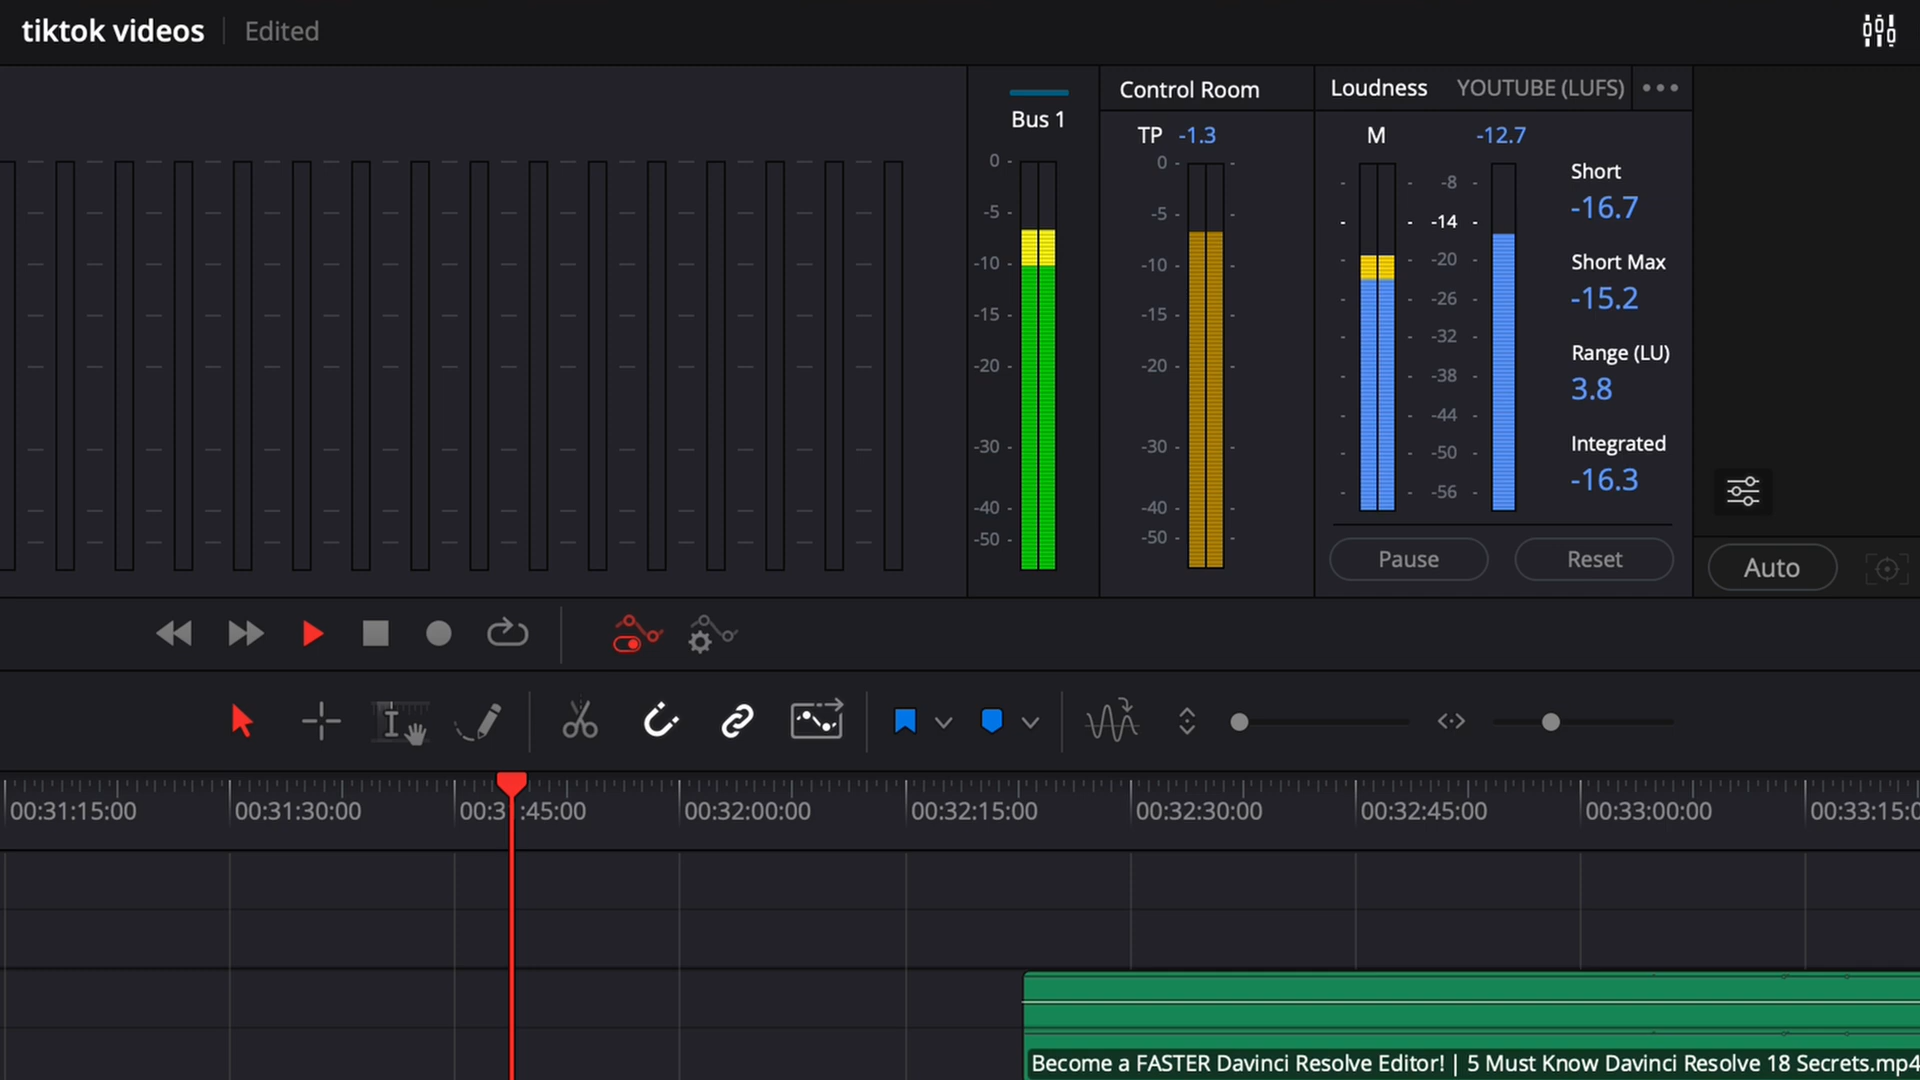 tiktok videos Edited
Control Room Loudness YOUTUBE (LUFS)
Bus 1
TP -1.3 M -12.7
0
-5
-10
-15
-20
-30
-40
-50
0
-5
-10
-15
-20
-30
-40
-50
-8
-14
-20
-26
-32
-38
-44
-50
-56
Short
-16.7
Short Max
-15.2
Range (LU)
3.8
Integrated
-16.3
Pause Reset Auto
00:31:15:00 00:31:30:00 :45:00 00:32:00:00 00:32:15:00 00:32:30:00 00:32:45:00 00:33:00:00 00:33:15:0
Become a FASTER Davinci Resolve Editor! | 5 Must Know Davinci Resolve 18 Secrets.mp4